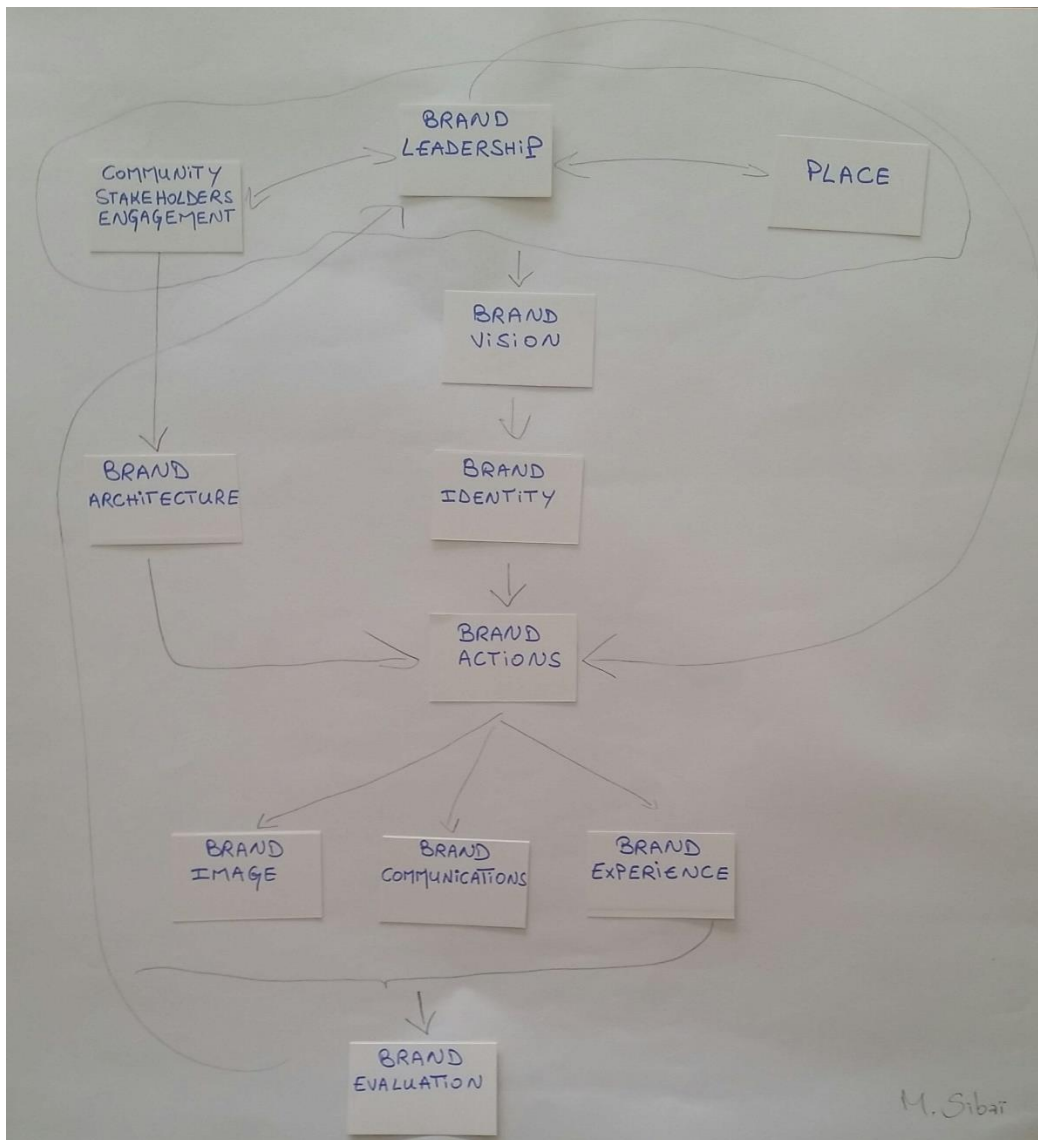 BRAND
LEADERSHiP
COMMUNITY
STAKEHOLDERS
ENGAGEMENT
PLACE
BRAND
ViSiON
BRAND
ARCHiTECTURE
BRAND
IDENTiTY
BRAND
ACTiONS
BRAND
IMAGE
BRAND
COMMUNiCATiONS
BRAND
EXPERiENCE
BRAND
EVALUATiON
M. Sibaï